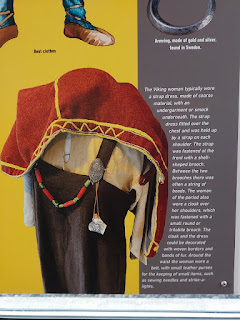 Best clothes
Armring, made of gold and silver,
found in Sweden.
The Viking woman typically wore
a strap dress, made of coarse
material, with an
undergarment or smock
underneath. The strap
dress fitted over the
chest and was held up
by a strap on each
shoulder. The strap
was fastened at the
front with a shell-
shaped brooch.
Between the two
brooches there was
often a string of
beads. The woman
of the period also
wore a cloak over
her shoulders, which
was fastened with a
small round or
trilobite brooch. The
cloak and the dress
could be decorated
with woven borders and
bands of fur. Around the
waist the woman wore a
belt, with small leather purses
for the keeping of small items, such
as sewing needles and strike-a-
lights.